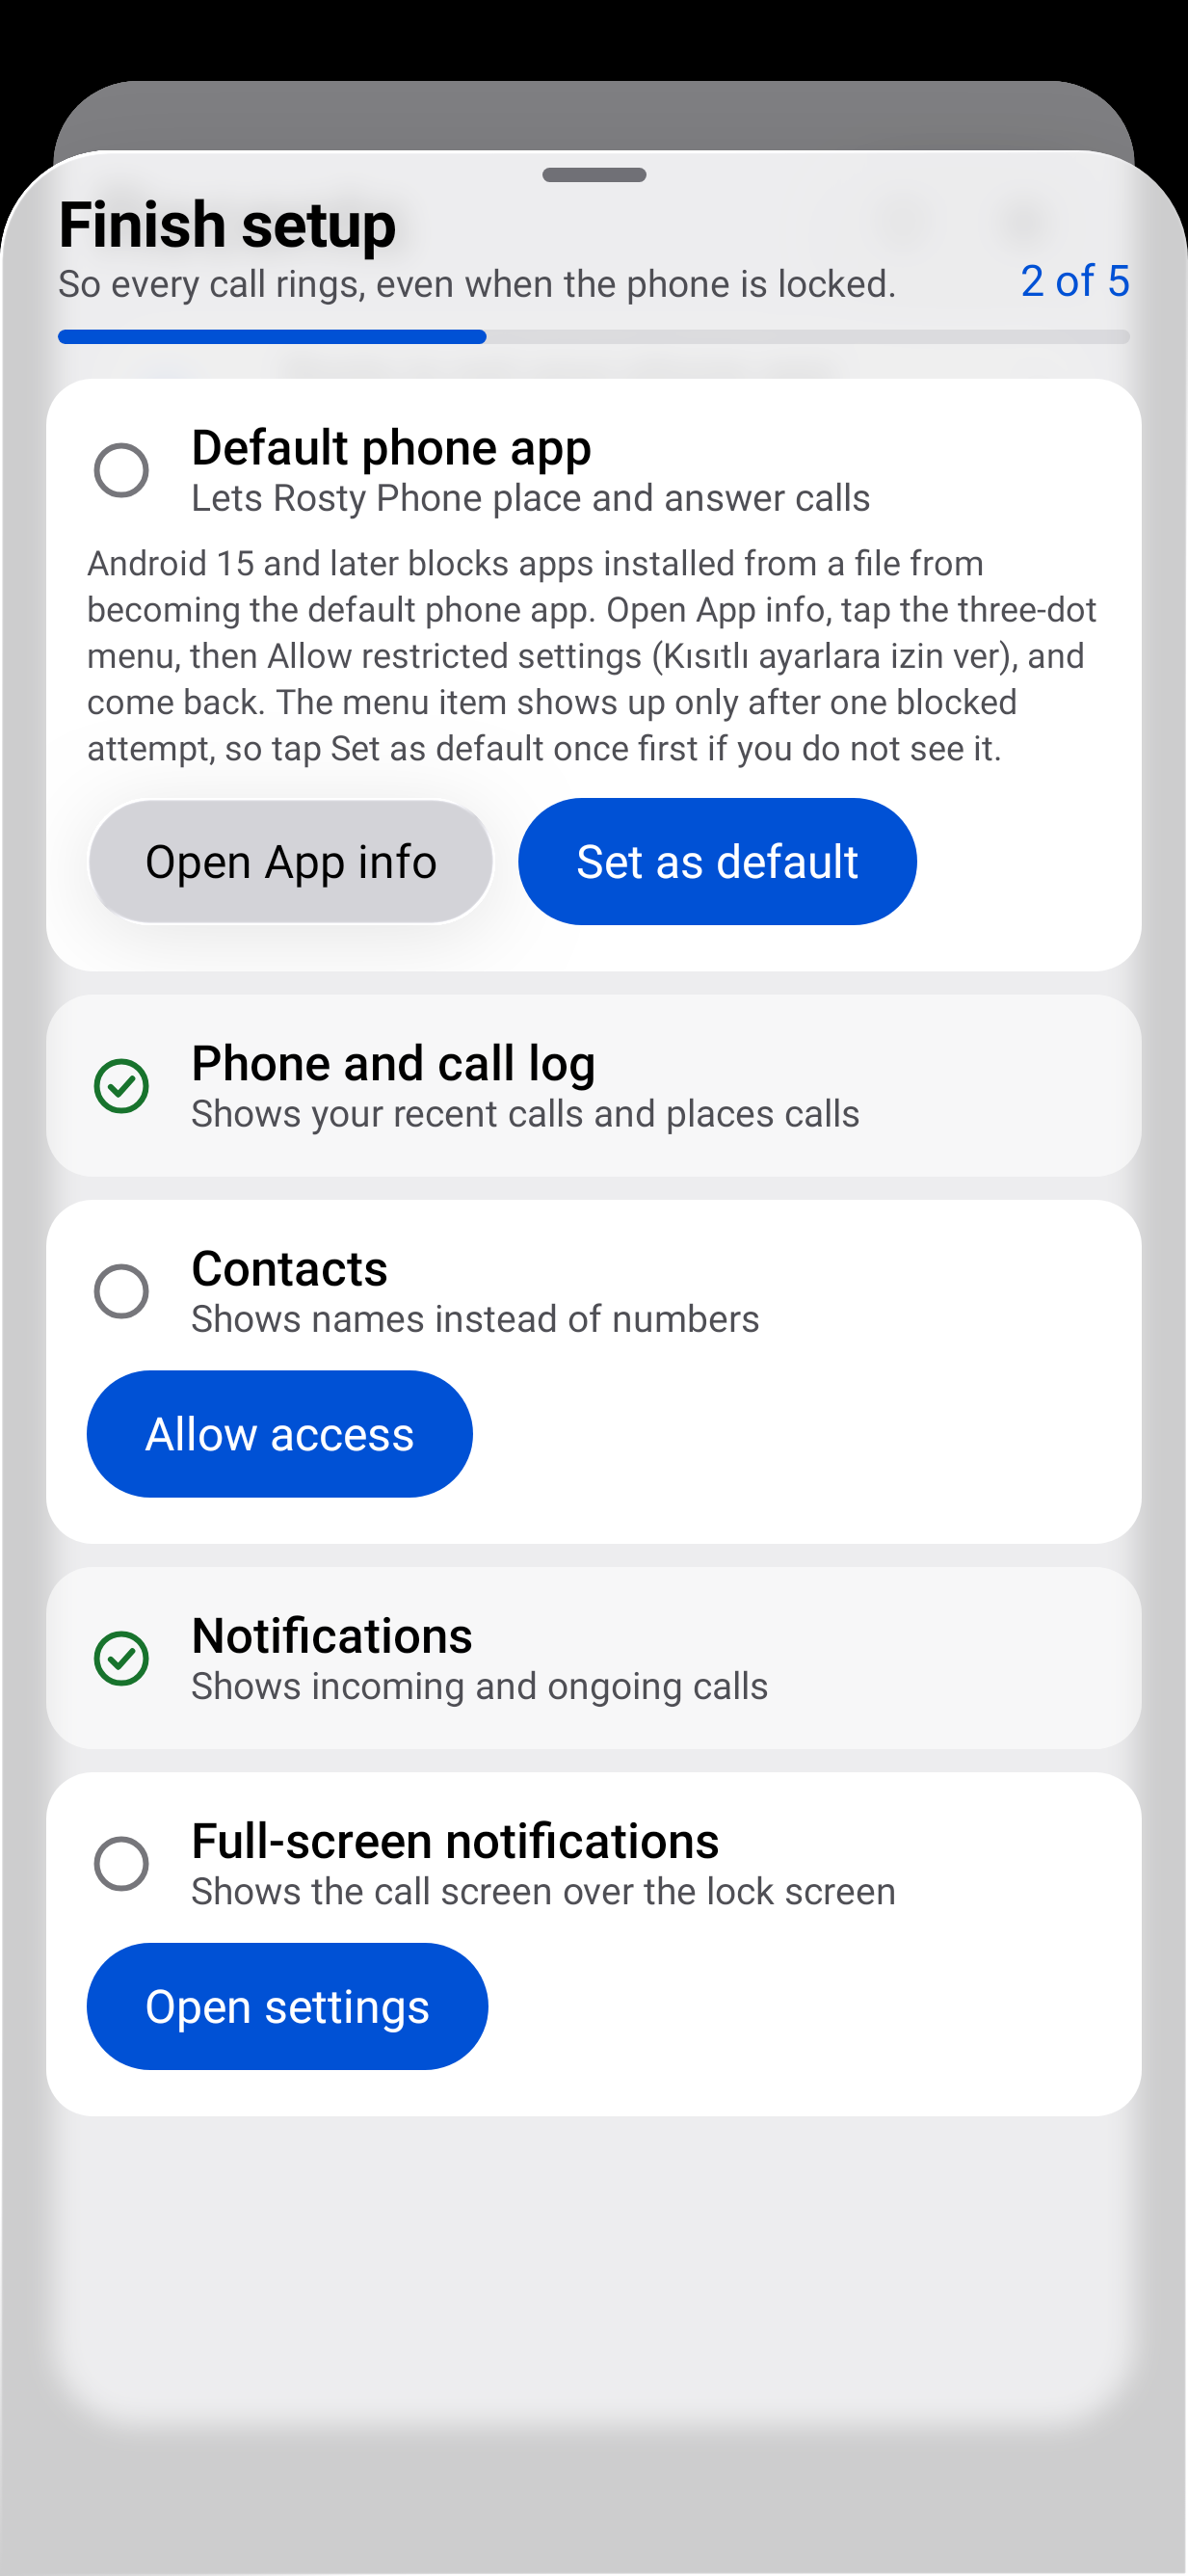 Finish setup
So every call rings, even when the phone is locked.
2 of 5
Default phone app
Lets Rosty Phone place and answer calls
Android 15 and later blocks apps installed from a file from
becoming the default phone app. Open App info, tap the three-dot
menu, then Allow restricted settings (Kısıtlı ayarlara izin ver), and
come back. The menu item shows up only after one blocked
attempt, so tap Set as default once first if you do not see it.
Open App info
Set as default
Phone and call log
Shows your recent calls and places calls
Contacts
Shows names instead of numbers
Allow access
Notifications
Shows incoming and ongoing calls
Full-screen notifications
Shows the call screen over the lock screen
Open settings